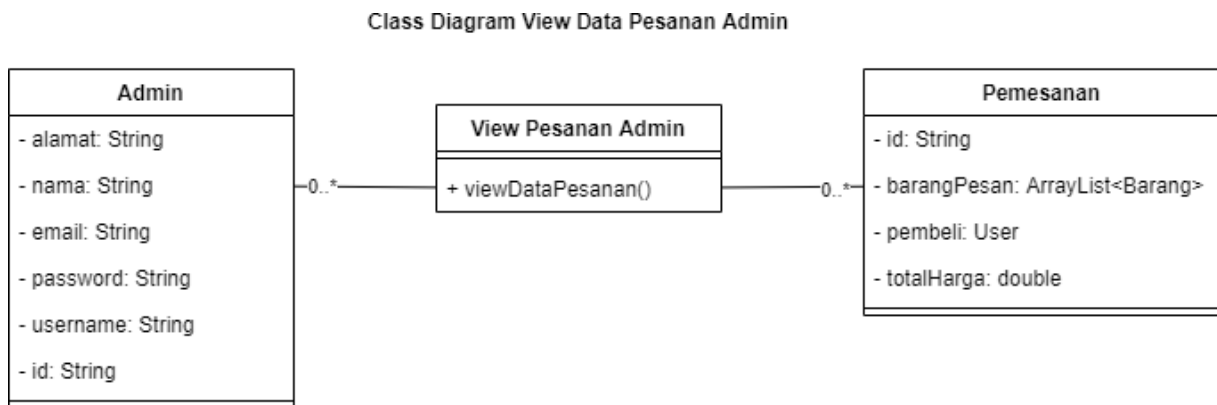 Class Diagram View Data Pesanan Admin
Admin
- alamat: String
- nama: String
- email: String
- password: String
- username: String
- id: String
0..*
View Pesanan Admin
+ viewDataPesanan()
0..*
Pemesanan
- id: String
- barangPesan: ArrayList<Barang>
- pembeli: User
- totalHarga: double